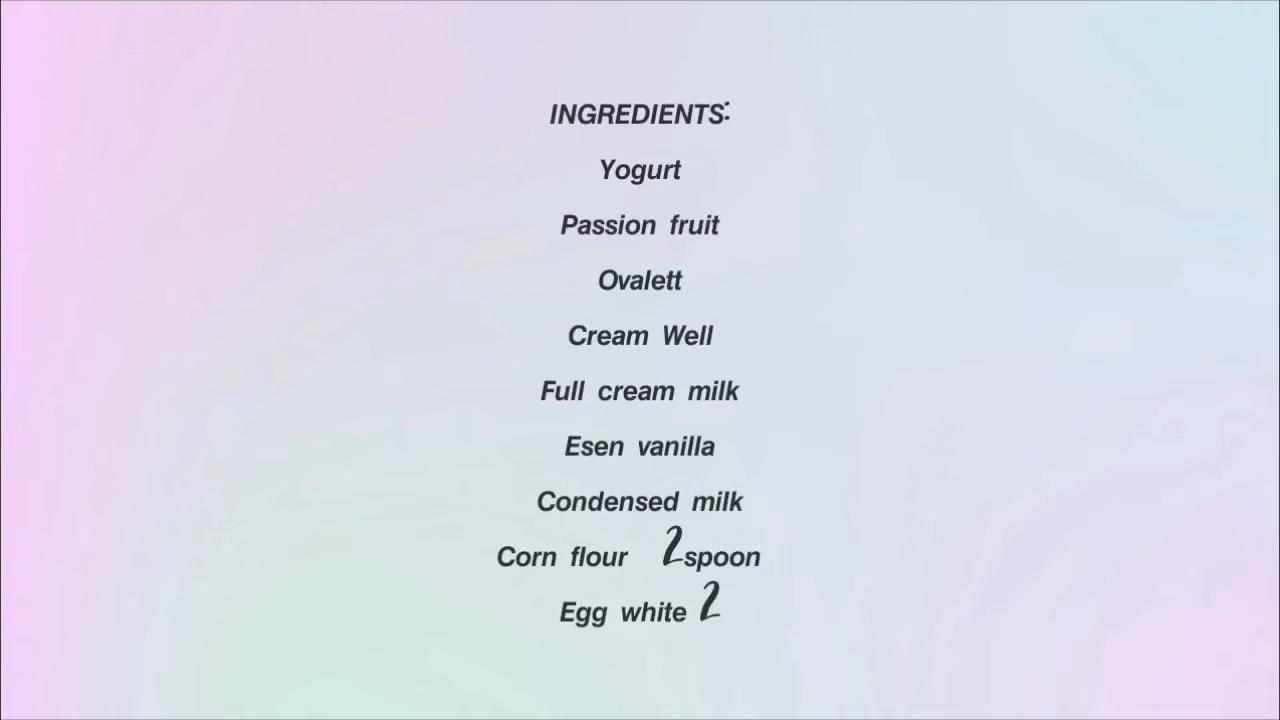 INGREDIENTS:
Yogurt
Passion fruit
Ovalett
Cream Well
Full cream milk
Esen vanilla
Condensed milk
Corn flour 2spoon
Egg white 2